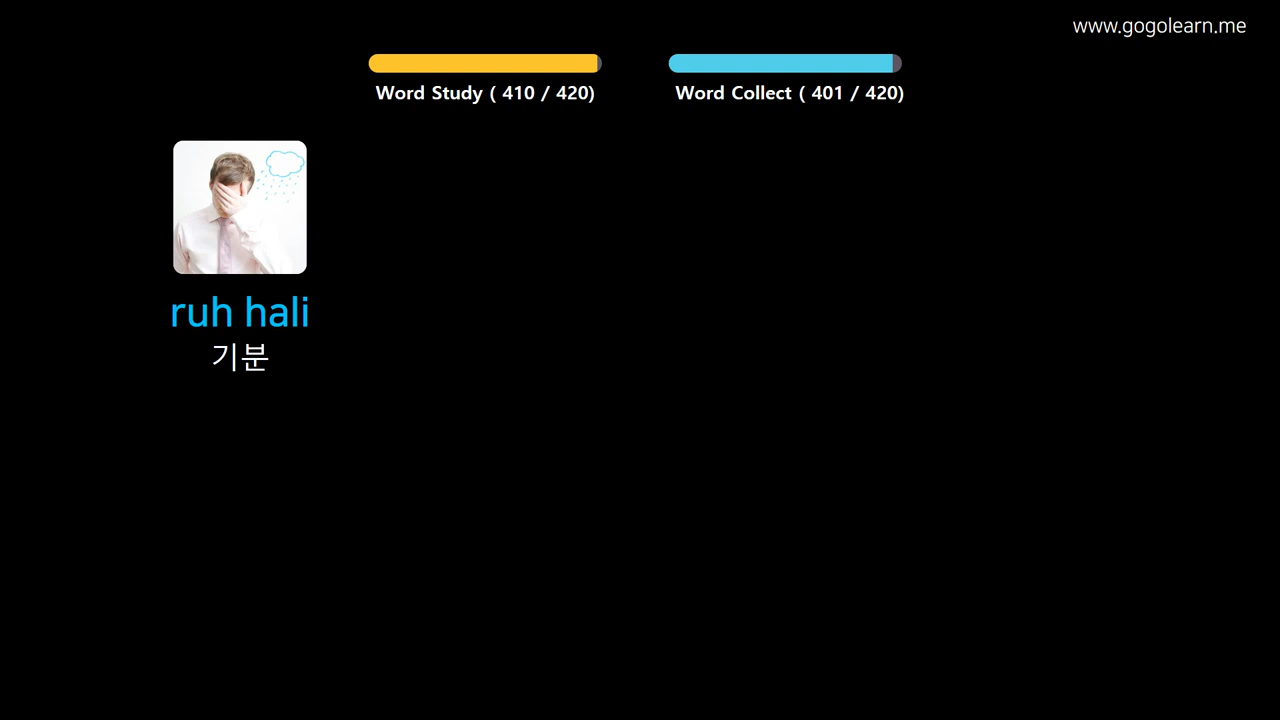 www.gogolearn.me
Word Study ( 410 / 420)
Word Collect ( 401 / 420)
ruh hali
기분